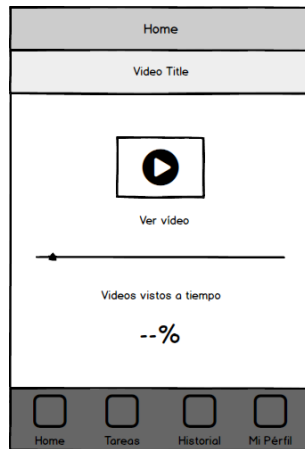 Home
Video Title
Ver vídeo
Videos vistos a tiempo
--%
Home Tareas Historial Mi Pérfil